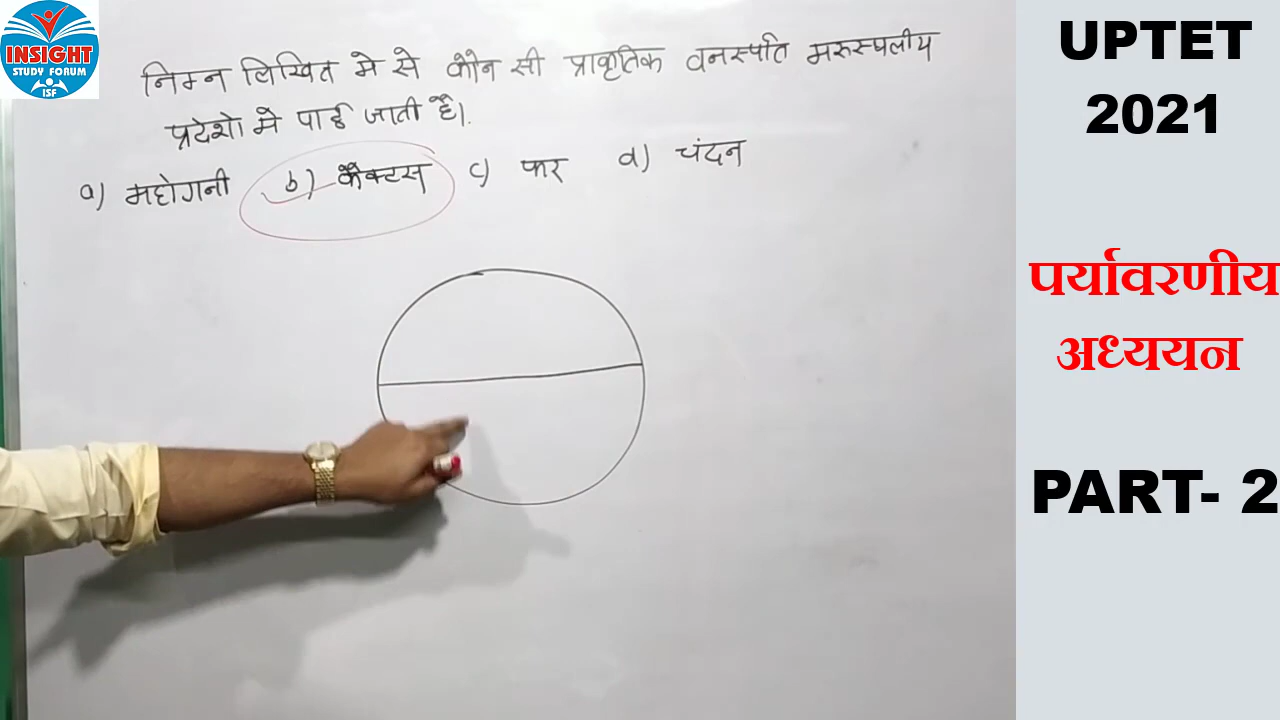 INSIGHT
STUDY FORUM
ISF
निम्न लिखित मे से कौन सी प्राकृतिक वनस्पति मरुस्थलीय
प्रदेशो मे पाई जाती है।
a) महोगनी b) कैक्टस c) फर d) चंदन
UPTET
2021
पर्यावरणीय
अध्ययन
PART- 2